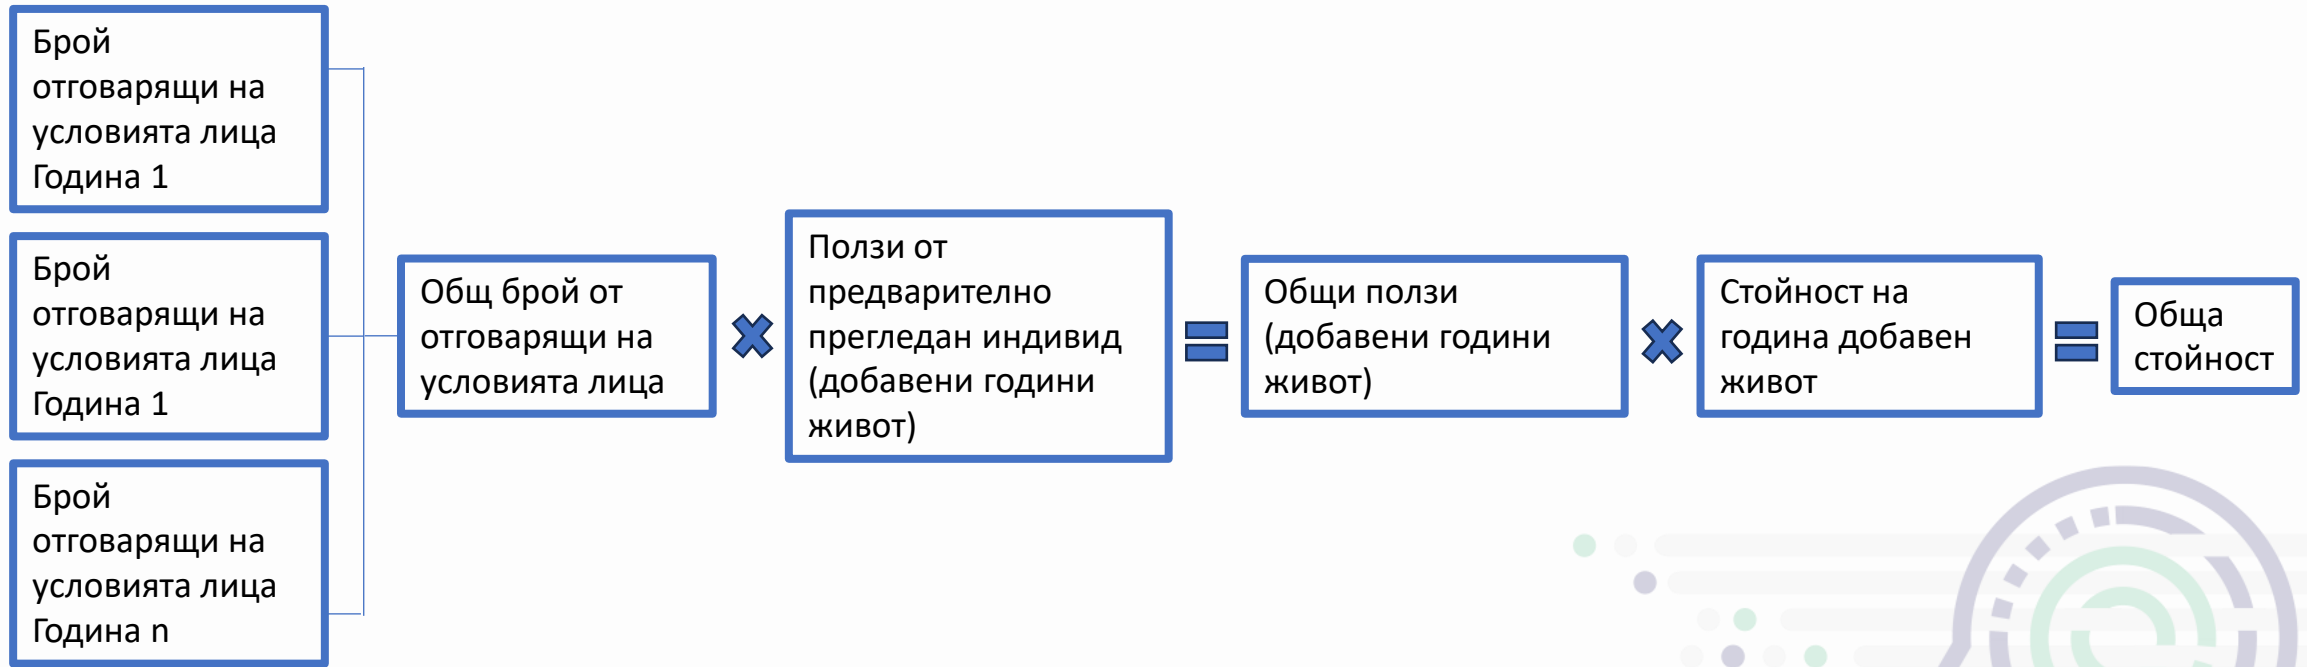 Брой
отговарящи на
условията лица
Година 1
Брой
отговарящи на
условията лица
Година 1
Брой
отговарящи на
условията лица
Година n
Общ брой от
отговарящи на
условията лица
Ползи от
предварително
прегледан индивид
(добавени години
живот)
Общи ползи
(добавени години
живот)
Стойност на
година добавен
живот
Обща
стойност